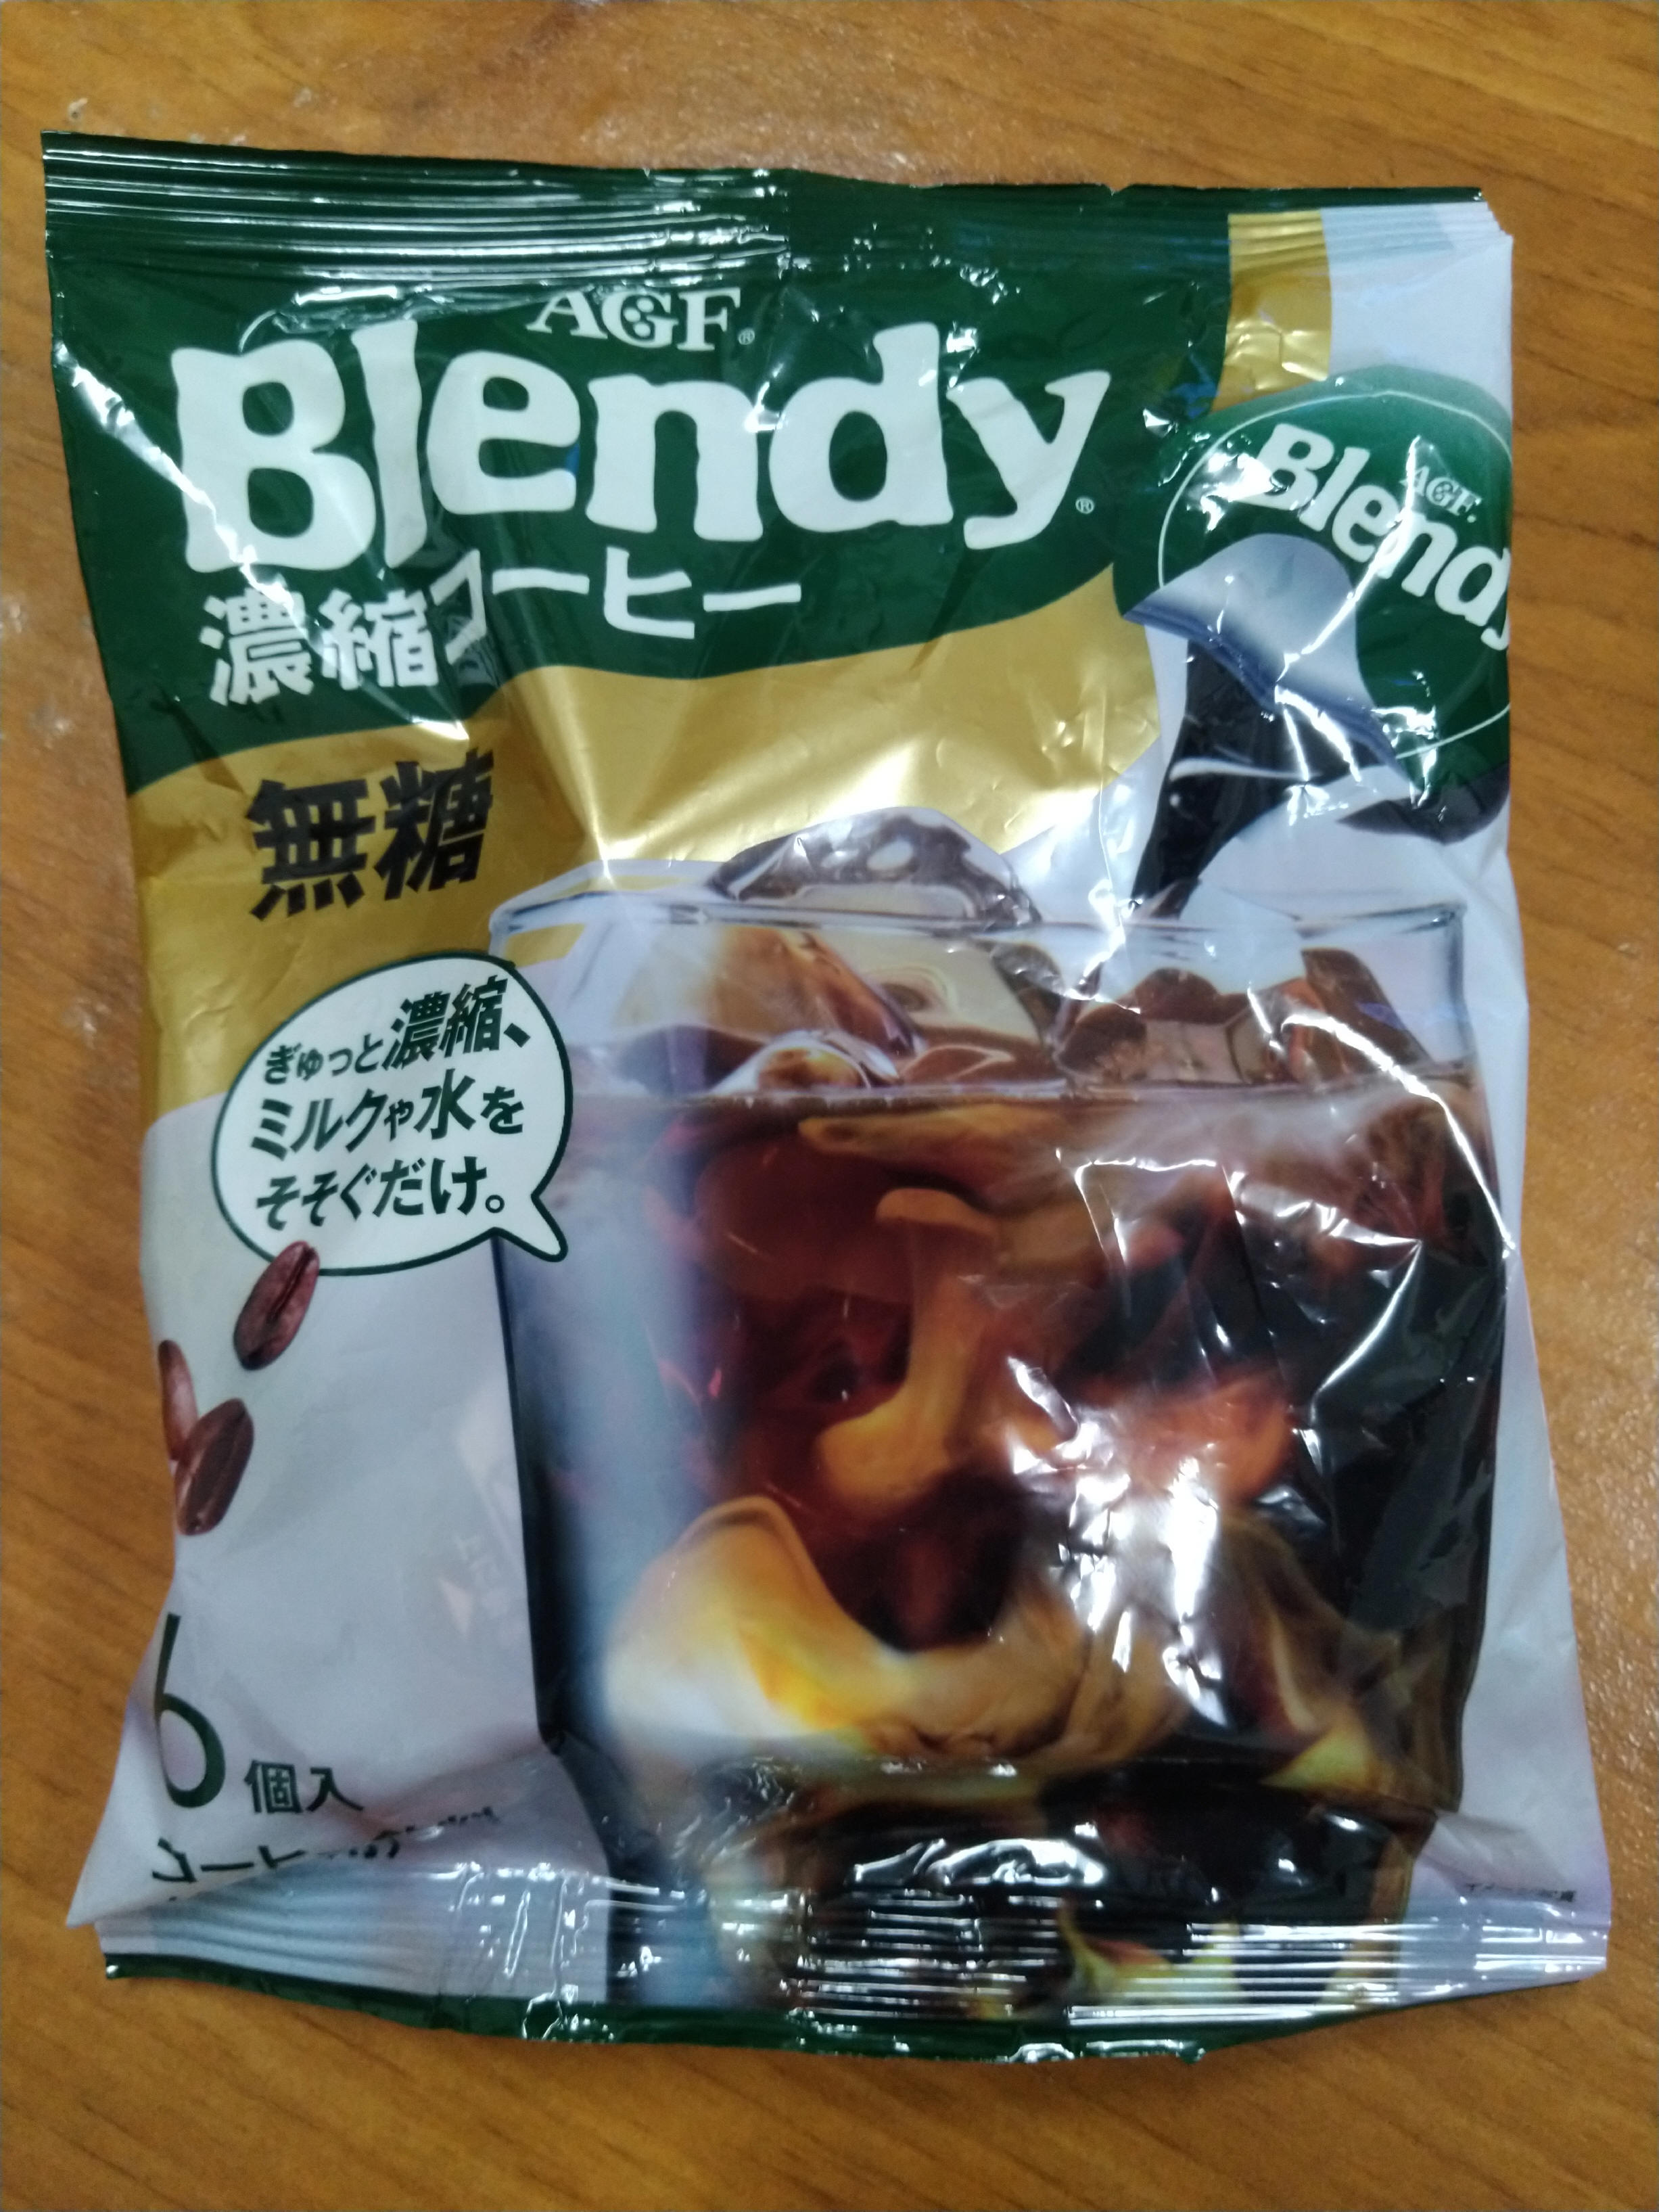 AGF®
Blendy®
濃縮コーヒー
無糖
AGF.
Blendy
ぎゅっと濃縮、
ミルクや水を
そそぐだけ。
6個入